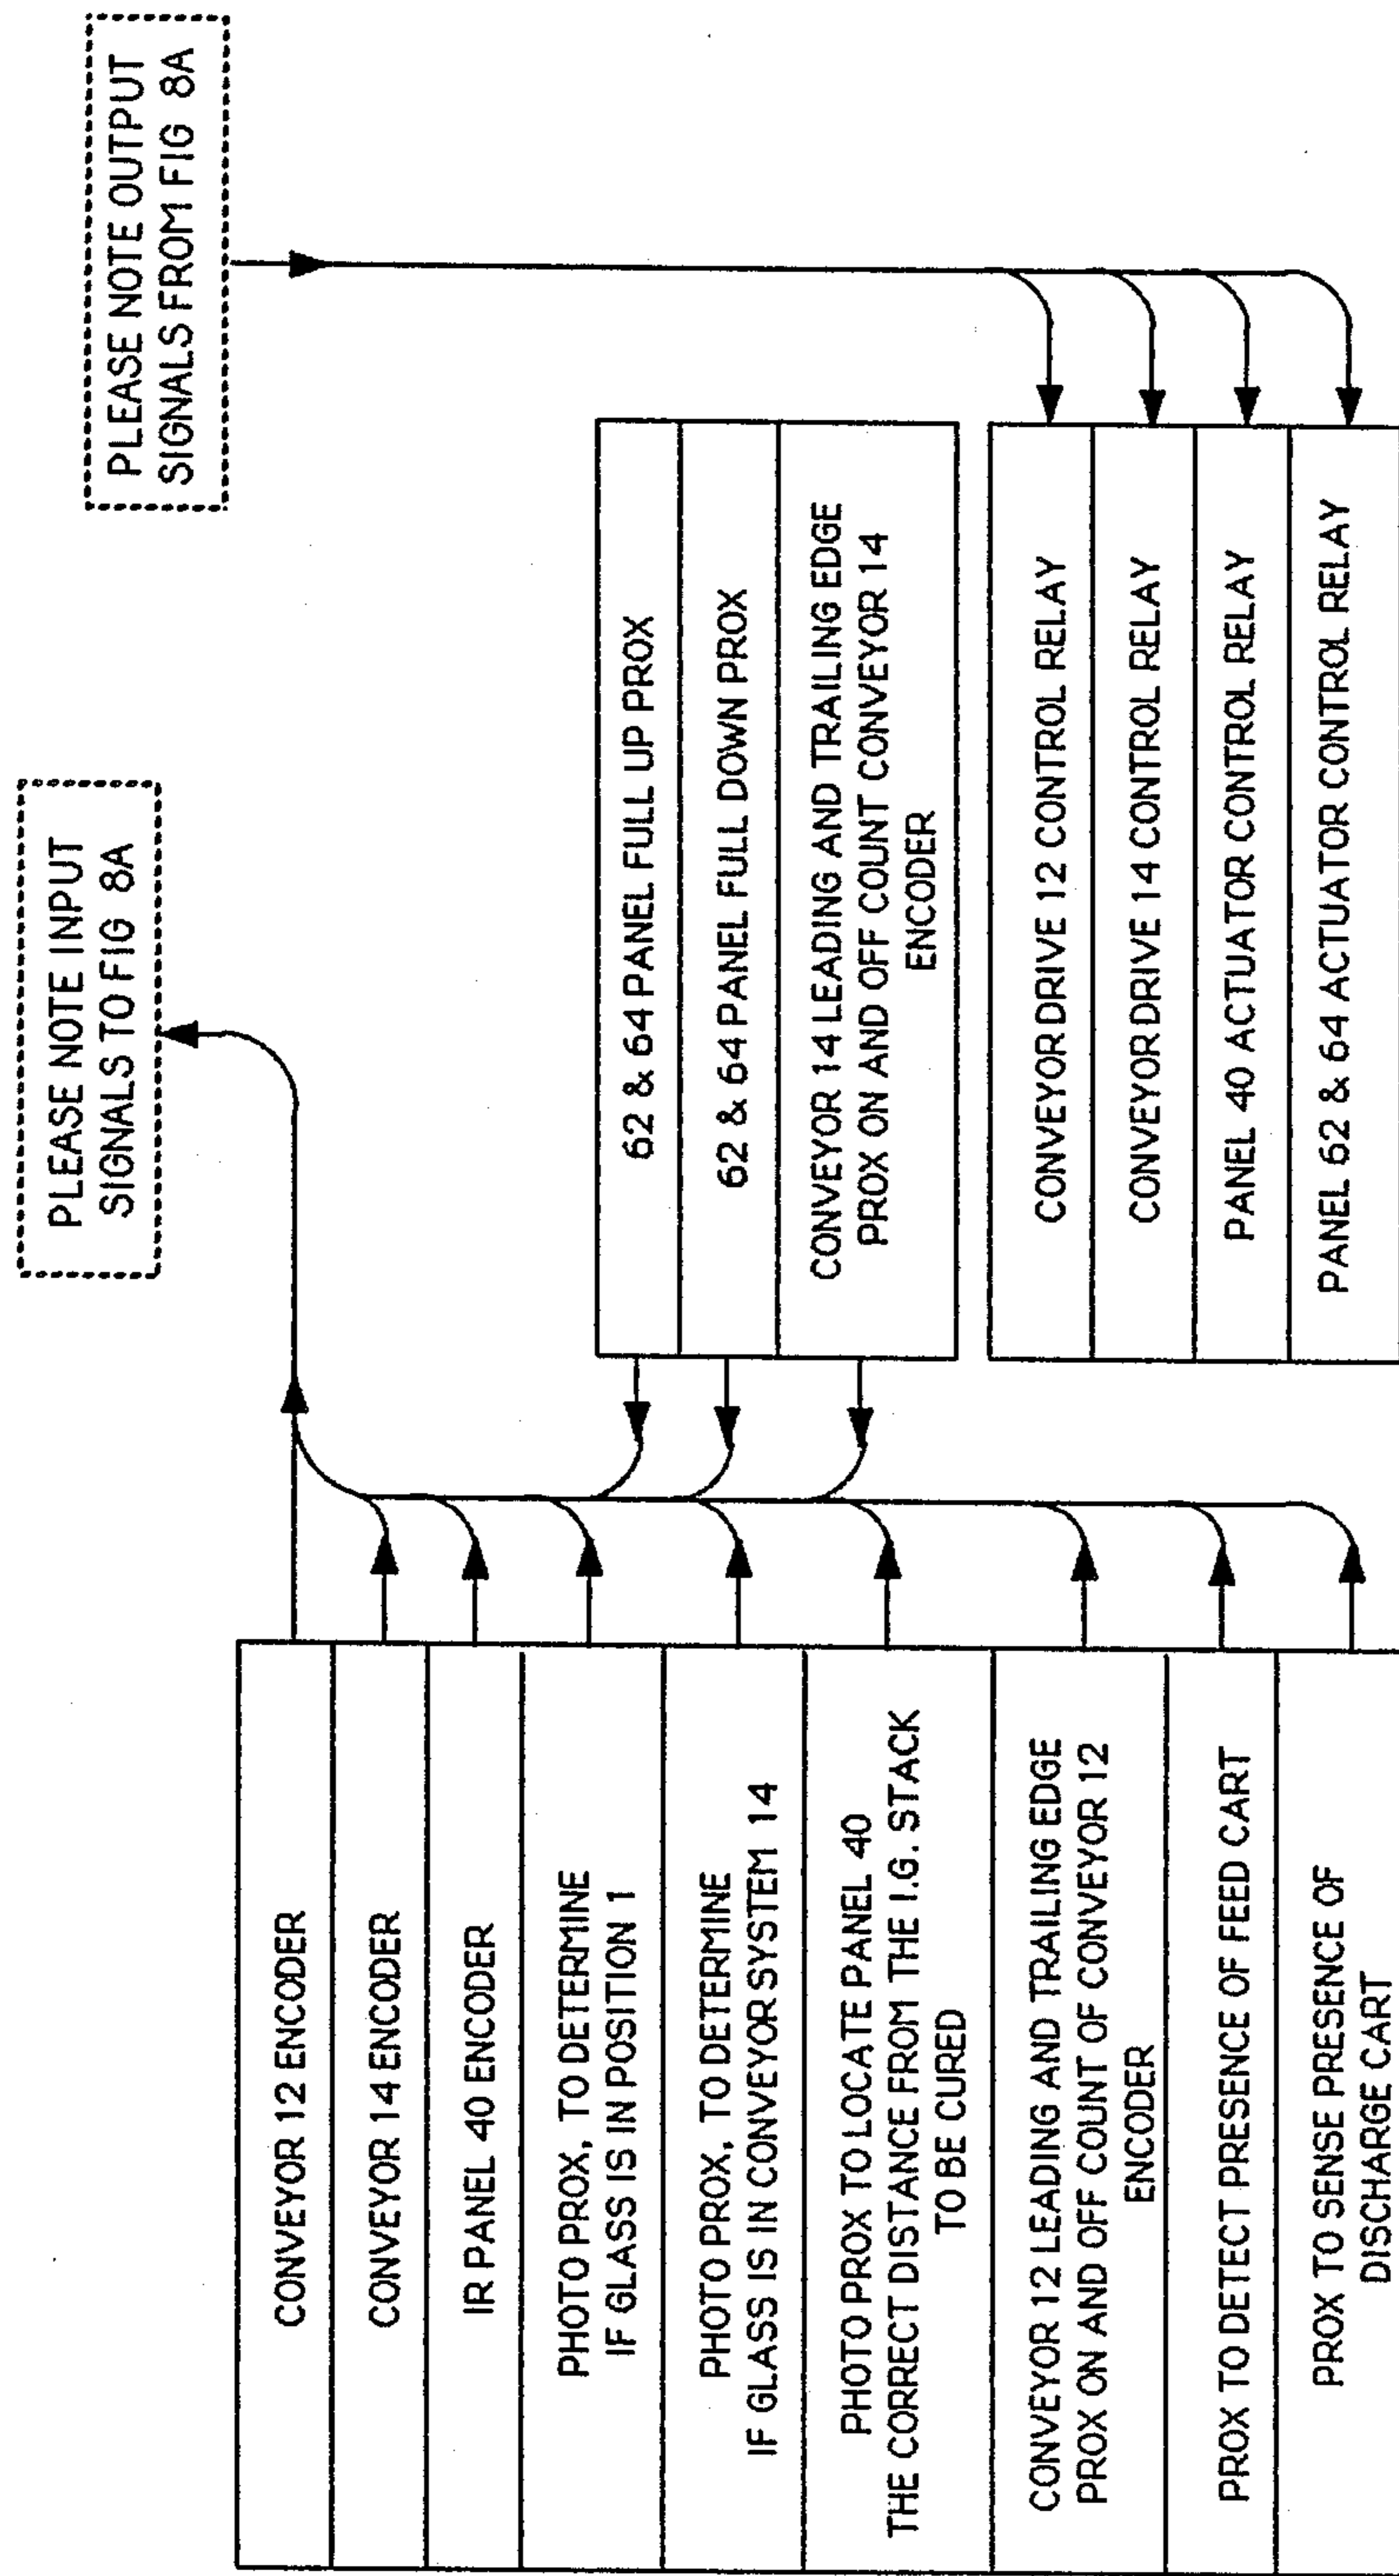 PLEASE NOTE INPUT
SIGNALS TO FIG 8A
PLEASE NOTE OUTPUT
SIGNALS FROM FIG 8A
CONVEYOR 12 ENCODER
CONVEYOR 14 ENCODER
IR PANEL 40 ENCODER
PHOTO PROX, TO DETERMINE
IF GLASS IS IN POSITION 1
PHOTO PROX, TO DETERMINE
IF GLASS IS IN CONVEYOR SYSTEM 14
PHOTO PROX TO LOCATE PANEL 40
THE CORRECT DISTANCE FROM THE I.G. STACK
TO BE CURED
CONVEYOR 12 LEADING AND TRAILING EDGE
PROX ON AND OFF COUNT OF CONVEYOR 12
ENCODER
PROX TO DETECT PRESENCE OF FEED CART
PROX TO SENSE PRESENCE OF
DISCHARGE CART
62 & 64 PANEL FULL UP PROX
62 & 64 PANEL FULL DOWN PROX
CONVEYOR 14 LEADING AND TRAILING EDGE
PROX ON AND OFF COUNT CONVEYOR 14
ENCODER
CONVEYOR DRIVE 12 CONTROL RELAY
CONVEYOR DRIVE 14 CONTROL RELAY
PANEL 40 ACTUATOR CONTROL RELAY
PANEL 62 & 64 ACTUATOR CONTROL RELAY